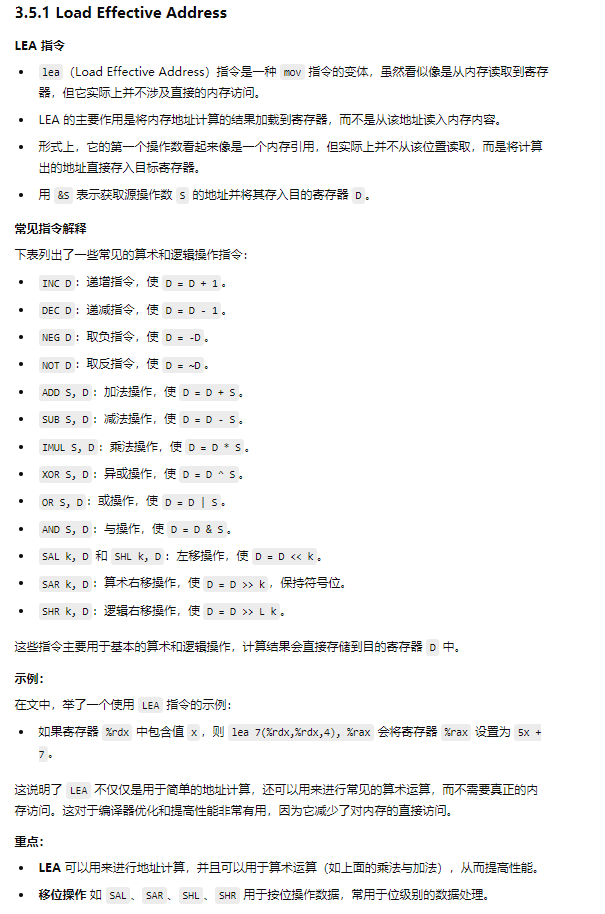 3.5.1 Load Effective Address
LEA 指令
• lea（Load Effective Address）指令是一种 mov 指令的变体，虽然看似像是从内存读取到寄存
器，但它实际上并不涉及直接的内存访问。
• LEA 的主要作用是将内存地址计算的结果加载到寄存器，而不是从该地址读入内存内容。
• 形式上，它的第一个操作数看起来像是一个内存引用，但实际上并不从该位置读取，而是将计算
出的地址直接存入目标寄存器。
• 用 &S 表示获取源操作数 S 的地址并将其存入目的寄存器 D。
常见指令解释
下表列出了一些常见的算术和逻辑操作指令：
• INC D：递增指令，使 D = D + 1。
• DEC D：递减指令，使 D = D - 1。
• NEG D：取负指令，使 D = -D。
• NOT D：取反指令，使 D = ~D。
• ADD S, D：加法操作，使 D = D + S。
• SUB S, D：减法操作，使 D = D - S。
• IMUL S, D：乘法操作，使 D = D * S。
• XOR S, D：异或操作，使 D = D ^ S。
• OR S, D：或操作，使 D = D | S。
• AND S, D：与操作，使 D = D & S。
• SAL k, D 和 SHL k, D：左移操作，使 D = D << k。
• SAR k, D：算术右移操作，使 D = D >> k，保持符号位。
• SHR k, D：逻辑右移操作，使 D = D >> L k。
这些指令主要用于基本的算术和逻辑操作，计算结果会直接存储到目的寄存器 D 中。
示例：
在文中，举了一个使用 LEA 指令的示例：
• 如果寄存器 %rdx 中包含值 x，则 lea 7(%rdx,%rdx,4), %rax 会将寄存器 %rax 设置为 5x +
7。
这说明了 LEA 不仅仅是用于简单的地址计算，还可以用来进行常见的算术运算，而不需要真正的内
存访问。这对于编译器优化和提高性能非常有用，因为它减少了对内存的直接访问。
重点：
• LEA 可以用来进行地址计算，并且可以用于算术运算（如上面的乘法与加法），从而提高性能。
• 移位操作 如 SAL、SAR、SHL、SHR 用于按位操作数据，常用于位级别的数据处理。